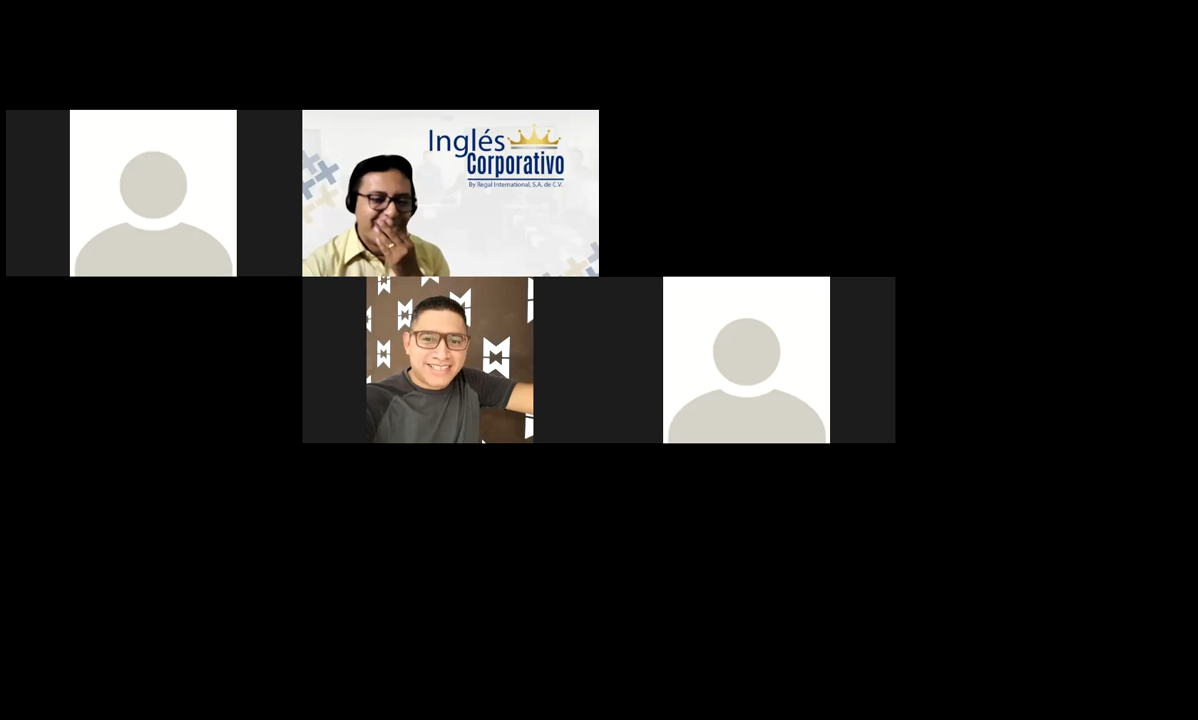 Inglés
Corporativo
By Regal International, S.A. de C.V.